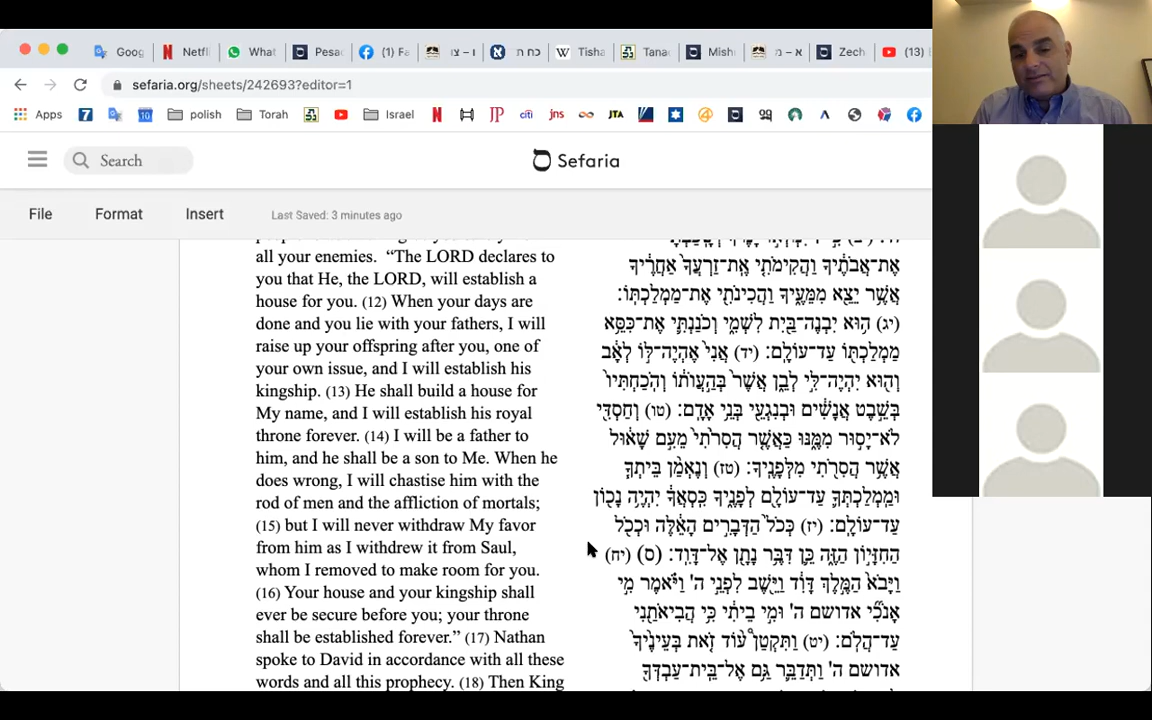 Goog
Netfl
What
Pesac
(1) Fa
ו – צו
כח תו
Tisha
Tana
Mish
א – מ
Zech
(13)
sefaria.org/sheets/242693?editor=1
Apps
polish
Torah
Israel
JP
citi
jns
JTA
Search
Sefaria
File
Format
Insert
Last Saved: 3 minutes ago
all your enemies. “The LORD declares to
you that He, the LORD, will establish a
house for you. (12) When your days are
done and you lie with your fathers, I will
raise up your offspring after you, one of
your own issue, and I will establish his
kingship. (13) He shall build a house for
My name, and I will establish his royal
throne forever. (14) I will be a father to
him, and he shall be a son to Me. When he
does wrong, I will chastise him with the
rod of men and the affliction of mortals;
(15) but I will never withdraw My favor
from him as I withdrew it from Saul,
whom I removed to make room for you.
(16) Your house and your kingship shall
ever be secure before you; your throne
shall be established forever.” (17) Nathan
spoke to David in accordance with all these
words and all this prophecy. (18) Then King
אֶת־אֲבֹתֶ֔יךָ וַהֲקִימֹתִ֤י אֶֽת־זַרְעֲךָ֙ אַחֲרֶ֔יךָ
אֲשֶׁ֥ר יֵצֵ֖א מִמֵּעֶ֑יךָ וַהֲכִינֹתִ֖י אֶת־מַמְלַכְתּֽוֹ׃
(יג) ה֥וּא יִבְנֶה־בַּ֖יִת לִשְׁמִ֑י וְכֹנַנְתִּ֛י אֶת־כִּסֵּ֥א
מַמְלַכְתּ֖וֹ עַד־עוֹלָֽם׃ (יד) אֲנִי֙ אֶהְיֶה־לּ֣וֹ לְאָ֔ב
וְה֖וּא יִהְיֶה־לִּ֣י לְבֵ֑ן אֲשֶׁר֙ בְּהַ֣עֲוֺת֔וֹ וְהֹֽכַחְתִּיו֙
בְּשֵׁ֣בֶט אֲנָשִׁ֔ים וּבְנִגְעֵ֖י בְּנֵ֥י אָדָֽם׃ (טו) וְחַסְדִּ֖י
לֹא־יָס֣וּר מִמֶּ֑נּוּ כַּאֲשֶׁ֤ר הֲסִרֹ֙תִי֙ מֵעִ֣ם שָׁא֔וּל
אֲשֶׁ֥ר הֲסִרֹ֖תִי מִלְּפָנֶֽיךָ׃ (טז) וְנֶאְמַ֨ן בֵּיתְךָ֧
וּמַֽמְלַכְתְּךָ֛ עַד־עוֹלָ֖ם לְפָנֶ֑יךָ כִּֽסְאֲךָ֔ יִהְיֶ֥ה נָכ֖וֹן
עַד־עוֹלָֽם׃ (יז) כְּכֹל֙ הַדְּבָרִ֣ים הָאֵ֔לֶּה וּכְכֹ֖ל
הַחִזָּי֣וֹן הַזֶּ֑ה כֵּ֛ן דִּבֶּ֥ר נָתָ֖ן אֶל־דָּוִֽד׃ (ס) (יח)
וַיָּבֹא֙ הַמֶּ֣לֶךְ דָּוִ֔ד וַיֵּ֖שֶׁב לִפְנֵ֣י ה' וַיֹּ֗אמֶר מִ֣י
אָנֹכִ֞י אדושם ה' וּמִ֣י בֵיתִ֔י כִּ֥י הֲבִיאֹתַ֖נִי
עַד־הֲלֹֽם׃ (יט) וַתִּקְטַן֩ ע֨וֹד זֹ֤את בְּעֵינֶ֙יךָ֙
אדושם ה' וַתְּדַבֵּ֛ר גַּ֥ם אֶל־בֵּֽית־עַבְדְּךָ֖